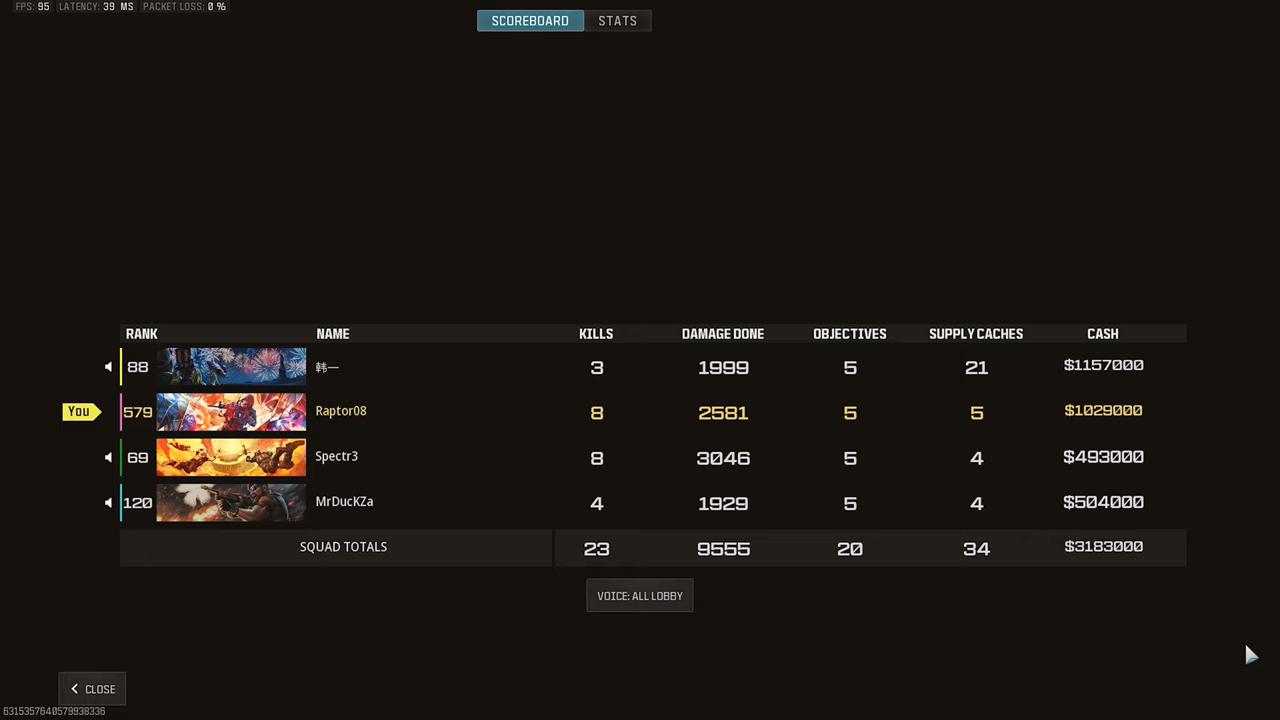 FPS: 95 LATENCY: 39 MS PACKET LOSS: 0 %
SCOREBOARD STATS
RANK NAME KILLS DAMAGE DONE OBJECTIVES SUPPLY CACHES CASH
88 韩一 3 1999 5 21 $1157000
You 579 Raptor08 8 2581 5 5 $1029000
69 Spectr3 8 3046 5 4 $493000
120 MrDucKZa 4 1929 5 4 $504000
SQUAD TOTALS 23 9555 20 34 $3183000
VOICE: ALL LOBBY
CLOSE
6315357640579938336